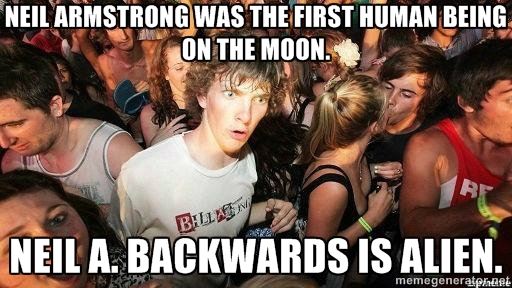 NEIL ARMSTRONG WAS THE FIRST HUMAN BEING
ON THE MOON.
NEIL A. BACKWARDS IS ALIEN.
memegenerator.net